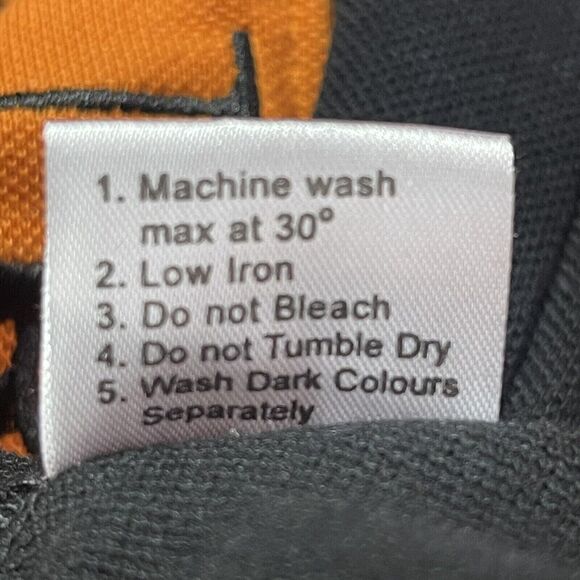 1. Machine wash
max at 30°
2. Low Iron
3. Do not Bleach
4. Do not Tumble Dry
5. Wash Dark Colours
Separately